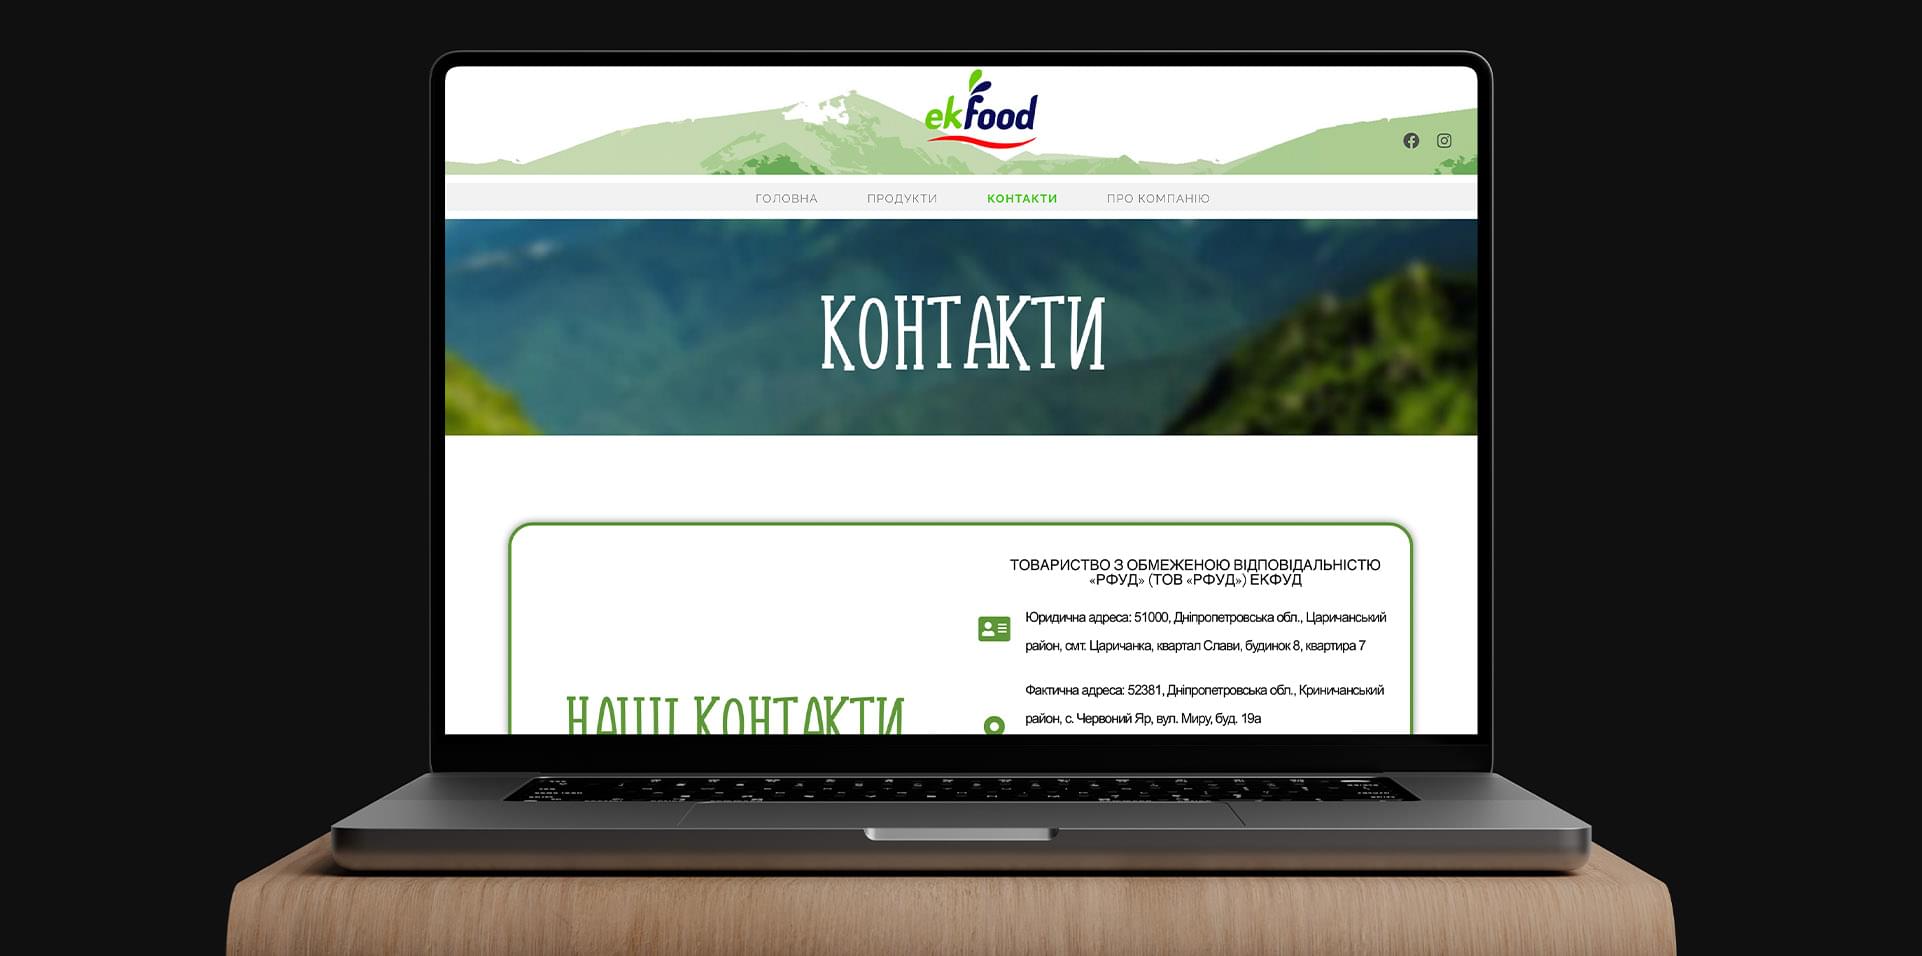 ekfood
ГОЛОВНА ПРОДУКТИ КОНТАКТИ ПРО КОМПАНІЮ
КОНТАКТИ
ТОВАРИСТВО З ОБМЕЖЕНОЮ ВІДПОВІДАЛЬНІСТЮ
«РФУД» (ТОВ «РФУД») ЕКФУД
Юридична адреса: 51000, Дніпропетровська обл., Царичанський
район, смт. Царичанка, квартал Слави, будинок 8, квартира 7
Фактична адреса: 52381, Дніпропетровська обл., Криничанський
район, с. Червоний Яр, вул. Миру, буд. 19а
НАШІ КОНТАКТИ